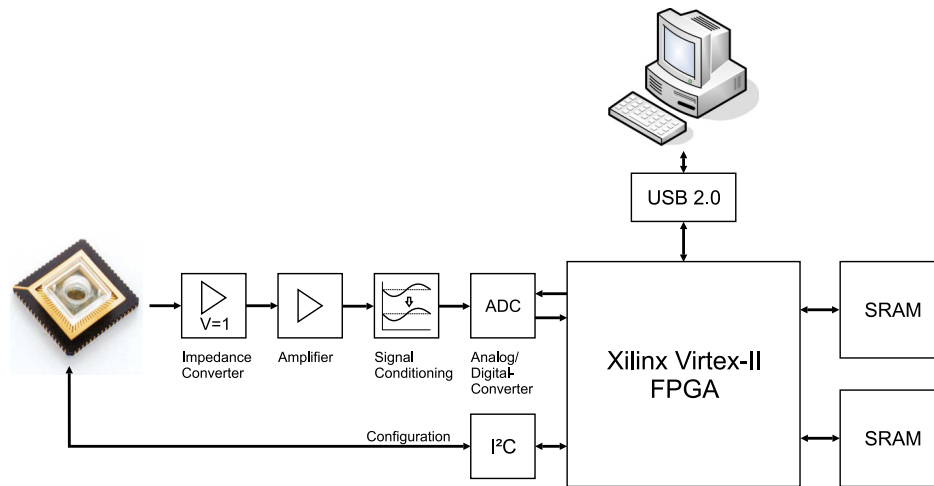 USB 2.0
V=1
ADC
SRAM
Impedance
Converter
Amplifier
Signal
Conditioning
Analog/
Digital-
Converter
Xilinx Virtex-II
FPGA
Configuration
I²C
SRAM